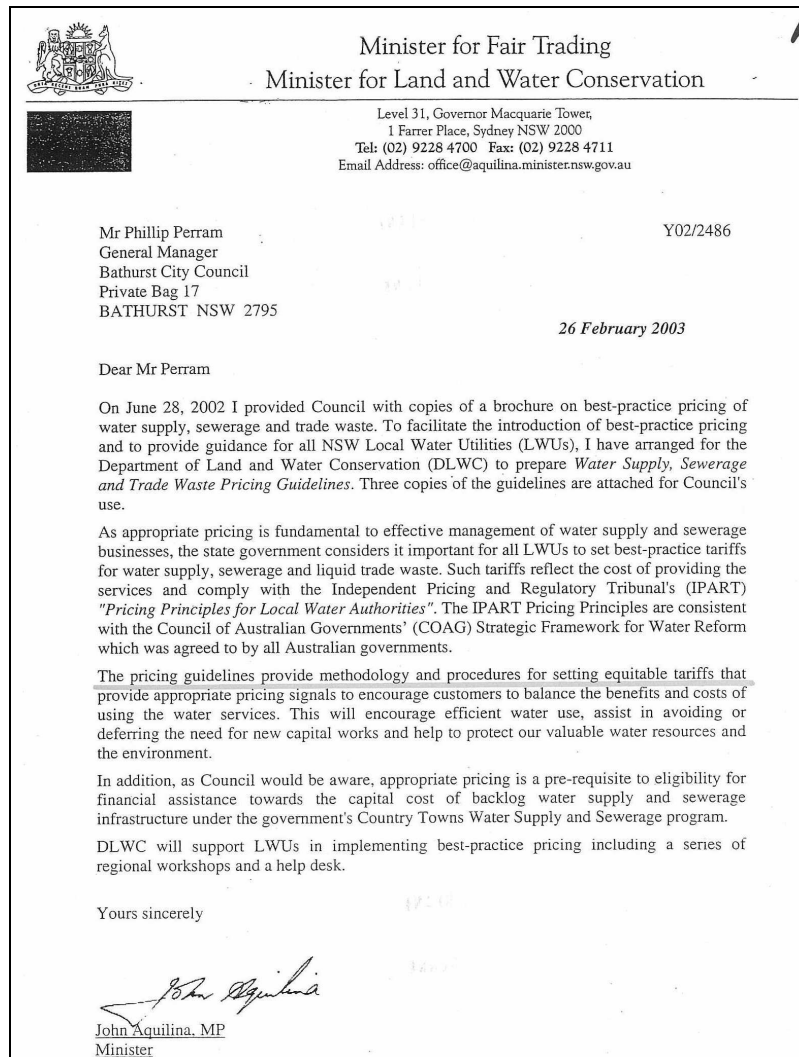 Minister for Fair Trading
Minister for Land and Water Conservation
Level 31, Governor Macquarie Tower,
1 Farrer Place, Sydney NSW 2000
Tel: (02) 9228 4700 Fax: (02) 9228 4711
Email Address: office@aquilina.minister.nsw.gov.au
Mr Phillip Perram
General Manager
Bathurst City Council
Private Bag 17
BATHURST NSW 2795
Y02/2486
26 February 2003
Dear Mr Perram
On June 28, 2002 I provided Council with copies of a brochure on best-practice pricing of
water supply, sewerage and trade waste. To facilitate the introduction of best-practice pricing
and to provide guidance for all NSW Local Water Utilities (LWUs), I have arranged for the
Department of Land and Water Conservation (DLWC) to prepare Water Supply, Sewerage
and Trade Waste Pricing Guidelines. Three copies of the guidelines are attached for Council's
use.
As appropriate pricing is fundamental to effective management of water supply and sewerage
businesses, the state government considers it important for all LWUs to set best-practice tariffs
for water supply, sewerage and liquid trade waste. Such tariffs reflect the cost of providing the
services and comply with the Independent Pricing and Regulatory Tribunal's (IPART)
"Pricing Principles for Local Water Authorities". The IPART Pricing Principles are consistent
with the Council of Australian Governments' (COAG) Strategic Framework for Water Reform
which was agreed to by all Australian governments.
The pricing guidelines provide methodology and procedures for setting equitable tariffs that
provide appropriate pricing signals to encourage customers to balance the benefits and costs of
using the water services. This will encourage efficient water use, assist in avoiding or
deferring the need for new capital works and help to protect our valuable water resources and
the environment.
In addition, as Council would be aware, appropriate pricing is a pre-requisite to eligibility for
financial assistance towards the capital cost of backlog water supply and sewerage
infrastructure under the government's Country Towns Water Supply and Sewerage program.
DLWC will support LWUs in implementing best-practice pricing including a series of
regional workshops and a help desk.
Yours sincerely
John Aquilina
John Aquilina, MP
Minister